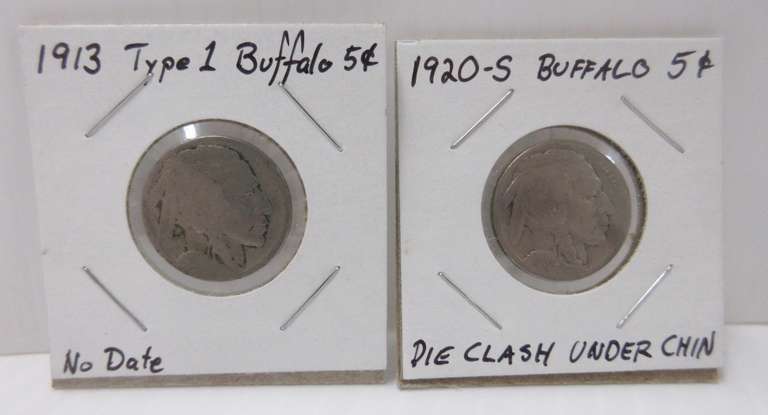 1913 Type 1 Buffalo 5¢
No Date
1920-S BUFFALO 5¢
DIE CLASH UNDER CHIN